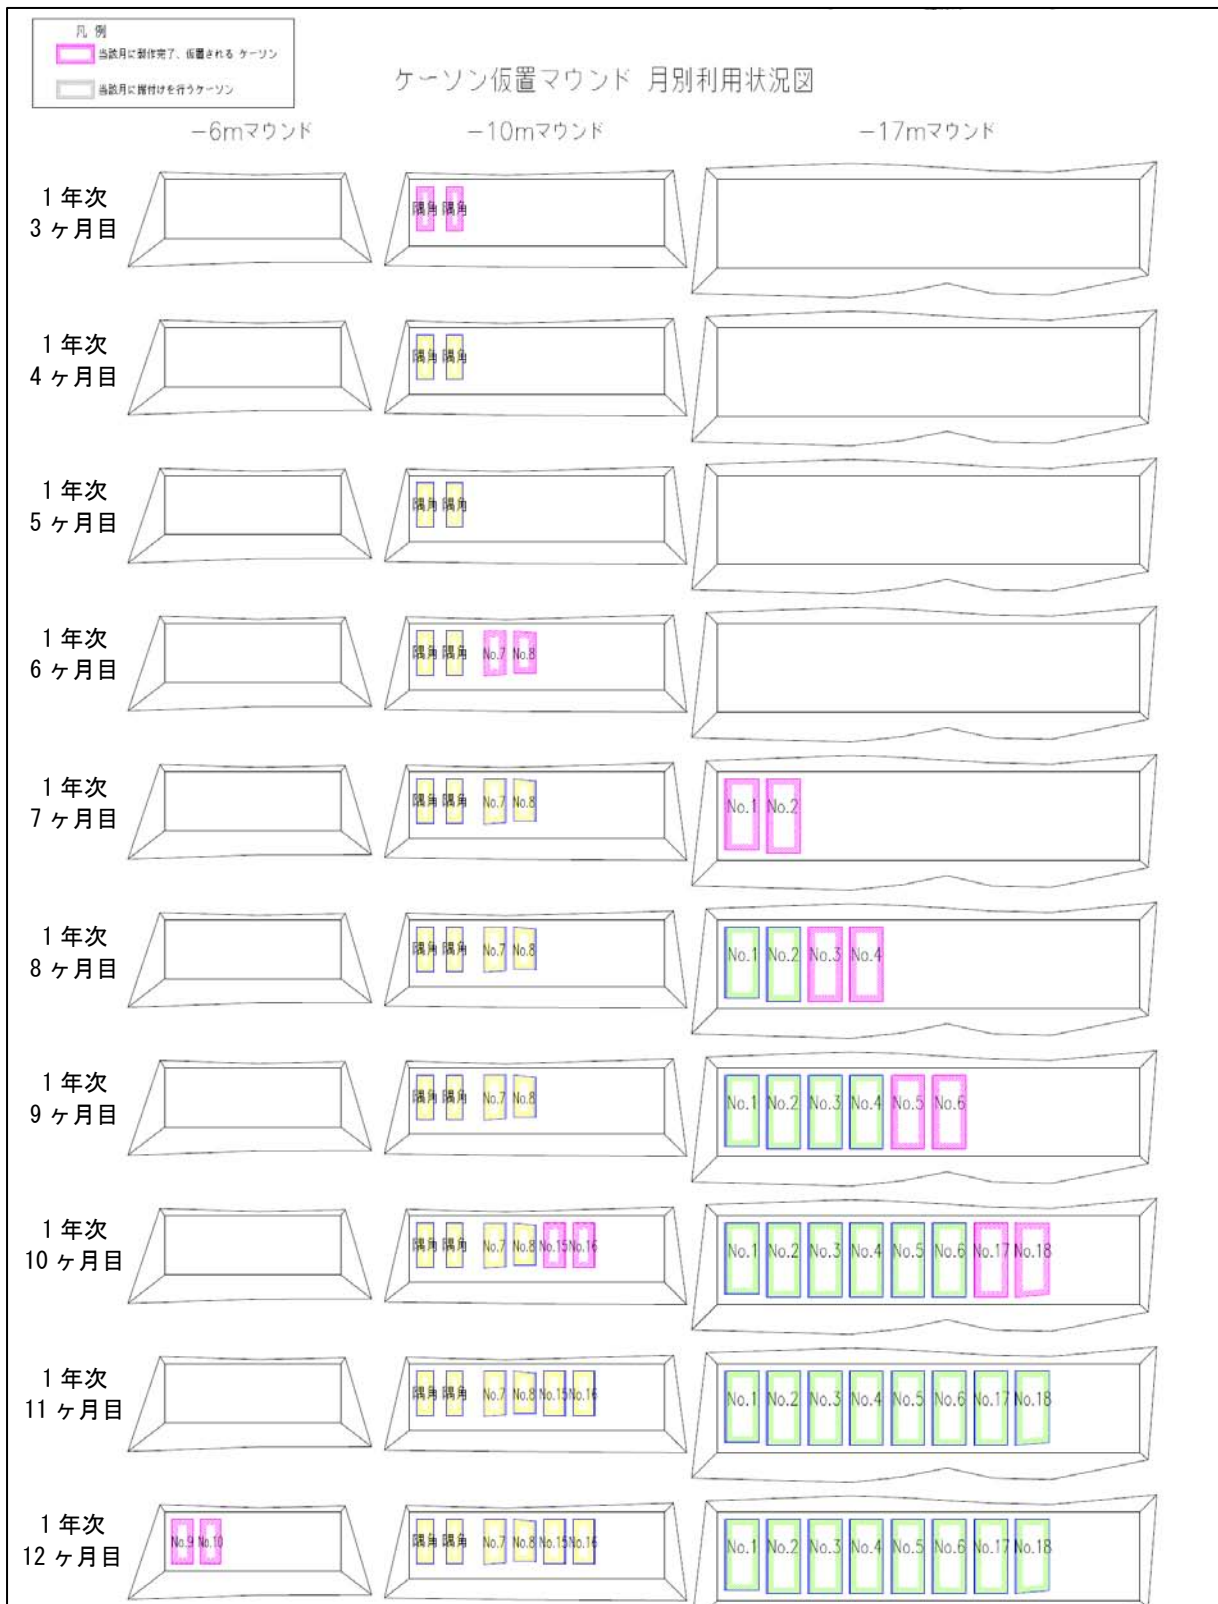 凡 例
当該月に製作完了、仮置される ケーソン
当該月に据付けを行うケーソン
ケーソン仮置マウンド 月別利用状況図
-6mマウンド -10mマウンド -17mマウンド
1 年次
3 ヶ月目
隅角 隅角
1 年次
4 ヶ月目
隅角 隅角
1 年次
5 ヶ月目
隅角 隅角
1 年次
6 ヶ月目
隅角 隅角 No.7 No.8
1 年次
7 ヶ月目
隅角 隅角 No.7 No.8 No.1 No.2
1 年次
8 ヶ月目
隅角 隅角 No.7 No.8 No.1 No.2 No.3 No.4
1 年次
9 ヶ月目
隅角 隅角 No.7 No.8 No.1 No.2 No.3 No.4 No.5 No.6
1 年次
10 ヶ月目
隅角 隅角 No.7 No.8 No.15 No.16 No.1 No.2 No.3 No.4 No.5 No.6 No.17 No.18
1 年次
11 ヶ月目
隅角 隅角 No.7 No.8 No.15 No.16 No.1 No.2 No.3 No.4 No.5 No.6 No.17 No.18
1 年次
12 ヶ月目
No.9 No.10 隅角 隅角 No.7 No.8 No.15 No.16 No.1 No.2 No.3 No.4 No.5 No.6 No.17 No.18